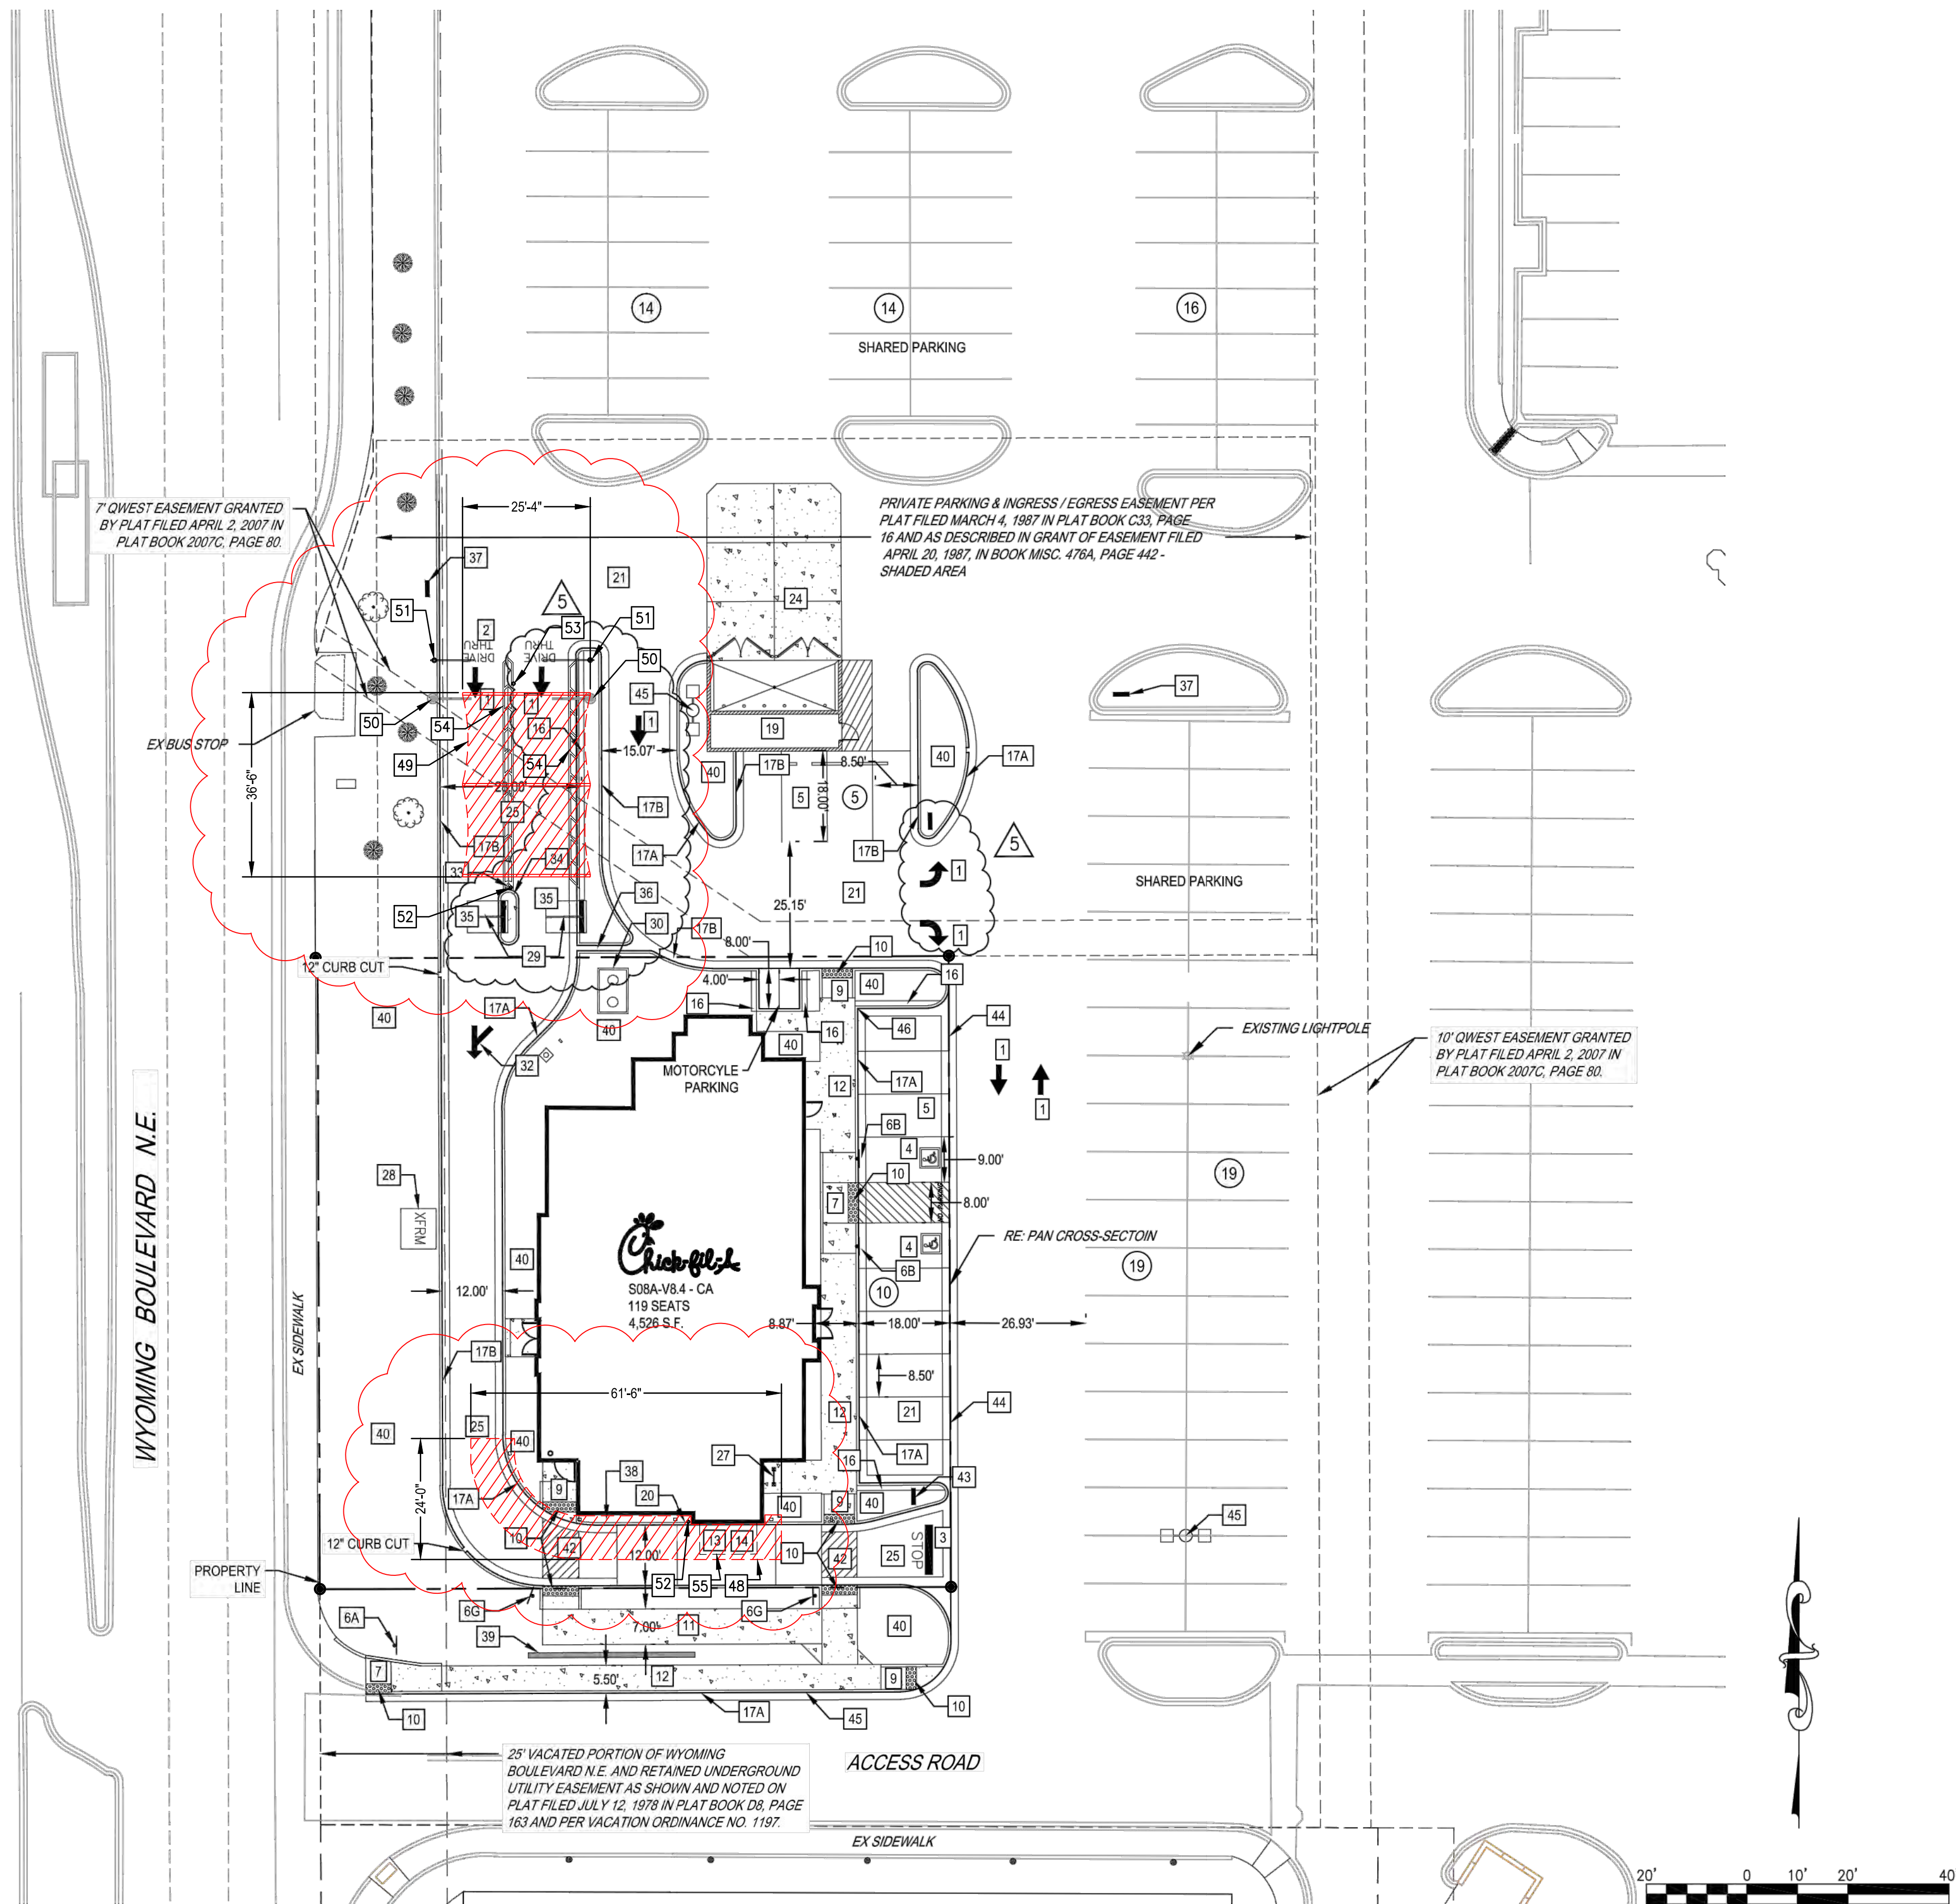 14
14
16
SHARED PARKING
25'-4"
7' QWEST EASEMENT GRANTED
BY PLAT FILED APRIL 2, 2007 IN
PLAT BOOK 2007C, PAGE 80.
PRIVATE PARKING & INGRESS / EGRESS EASEMENT PER
PLAT FILED MARCH 4, 1987 IN PLAT BOOK C33, PAGE
16 AND AS DESCRIBED IN GRANT OF EASEMENT FILED
APRIL 20, 1987, IN BOOK MISC. 476A, PAGE 442 -
SHADED AREA
37
21
5
24
51
2
53
51
DRIVE
THRU
DRIVE
THRU
50
45
37
1
1
1
50
54
16
19
EX BUS STOP
15.07'
40
17A
49
54
40
17B
8.50'
36'-6"
20.00'
5
18.00'
5
25
17B
17B
17A
17B
5
33
34
1
SHARED PARKING
35
35
36
21
52
25.15'
30
17B
1
29
8.00'
10
12" CURB CUT
4.00'
9
40
16
17A
16
40
40
16
46
44
EXISTING LIGHTPOLE
10' QWEST EASEMENT GRANTED
BY PLAT FILED APRIL 2, 2007 IN
PLAT BOOK 2007C, PAGE 80.
32
40
1
MOTORCYLE
PARKING
12
17A
5
1
6B
4
9.00'
WYOMING BOULEVARD N.E.
28
10
19
7
8.00'
XFRM
Chick-fil-A
4
RE: PAN CROSS-SECTOIN
40
6B
19
S08A-V8.4 - CA
119 SEATS
4,526 S.F.
10
12.00'
8.87'
18.00'
26.93'
EX SIDEWALK
17B
8.50'
61'-6"
44
25
12
21
40
40
17A
27
16
38
43
9
24'-0"
17A
20
40
9
40
45
10
13
14
STOP
3
12" CURB CUT
42
12.00'
10
42
25
PROPERTY
LINE
52
55
48
6G
6G
6A
7.00'
11
40
39
7
5.50'
12
9
10
17A
45
10
25' VACATED PORTION OF WYOMING
BOULEVARD N.E. AND RETAINED UNDERGROUND
UTILITY EASEMENT AS SHOWN AND NOTED ON
PLAT FILED JULY 12, 1978 IN PLAT BOOK D8, PAGE
163 AND PER VACATION ORDINANCE NO. 1197.
ACCESS ROAD
EX SIDEWALK
20'
0
10'
20'
40